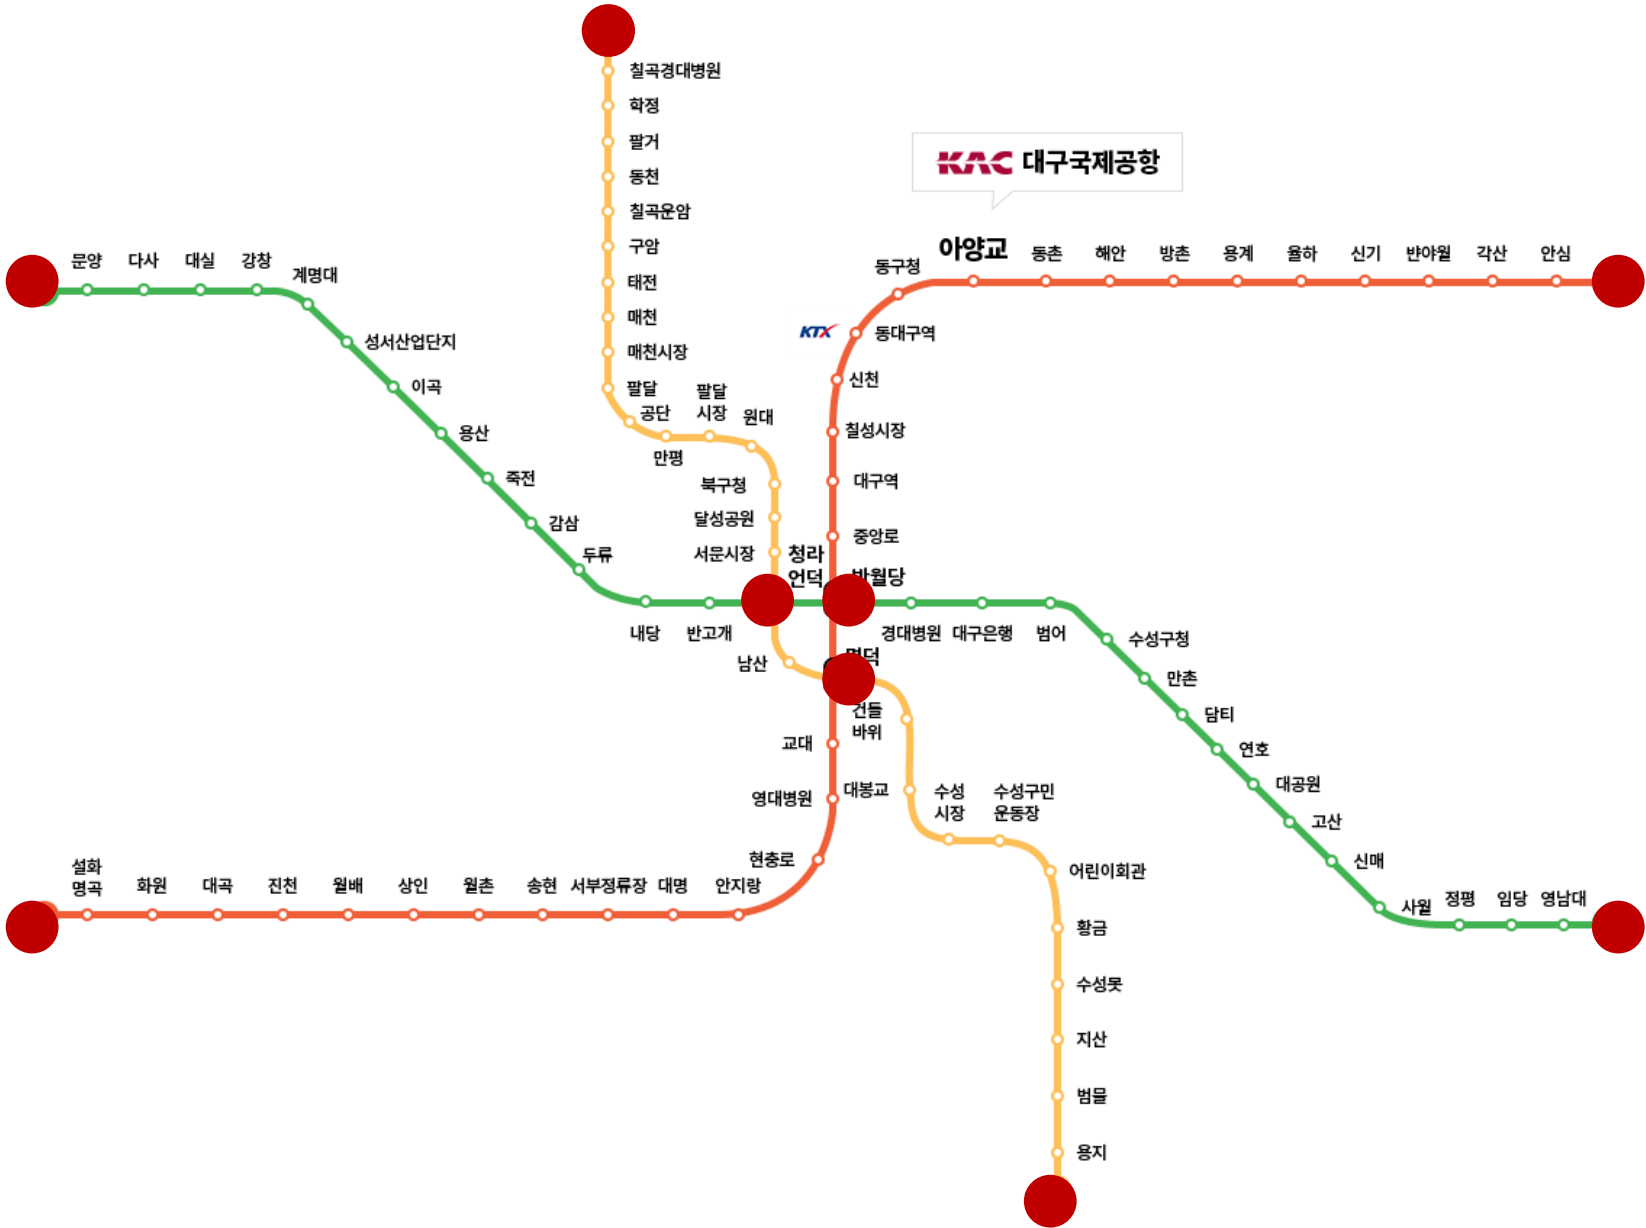 칠곡경대병원
학정
팔거
동천
칠곡운암
구암
태전
매천
매천시장
팔달
공단
만평
팔달
시장
원대
북구청
달성공원
서문시장
청라
언덕
남산
건들
바위
대봉교
수성
시장
수성구민
운동장
어린이회관
황금
수성못
지산
범물
용지
KAC 대구국제공항
문양
다사
대실
강창
계명대
성서산업단지
이곡
용산
죽전
감삼
두류
내당
반고개
반월당
경대병원
대구은행
범어
수성구청
만촌
담티
연호
대공원
고산
신매
사월
정평
임당
영남대
설화
명곡
화원
대곡
진천
월배
상인
월촌
송현
서부정류장
대명
안지랑
현충로
영대병원
교대
명덕
중앙로
대구역
칠성시장
신천
KTX
동대구역
동구청
아양교
동촌
해안
방촌
용계
율하
신기
반야월
각산
안심